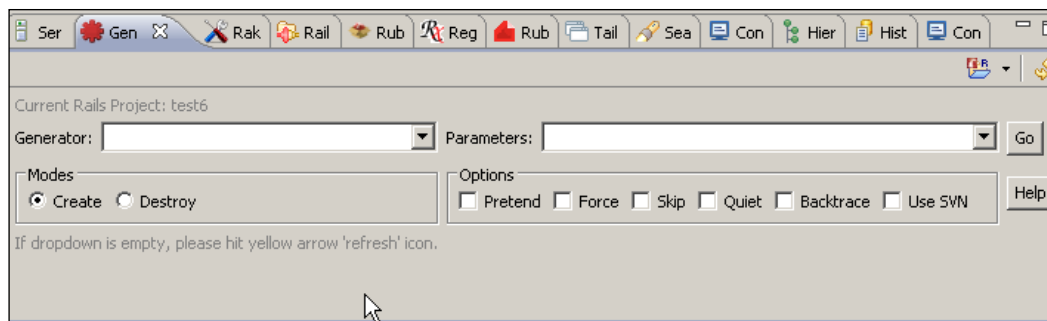 Ser Gen Rak Rail Rub Reg Rub Tail Sea Con Hier Hist Con
Current Rails Project: test6
Generator: Parameters: Go
Modes Options
Create Destroy Pretend Force Skip Quiet Backtrace Use SVN Help
If dropdown is empty, please hit yellow arrow 'refresh' icon.